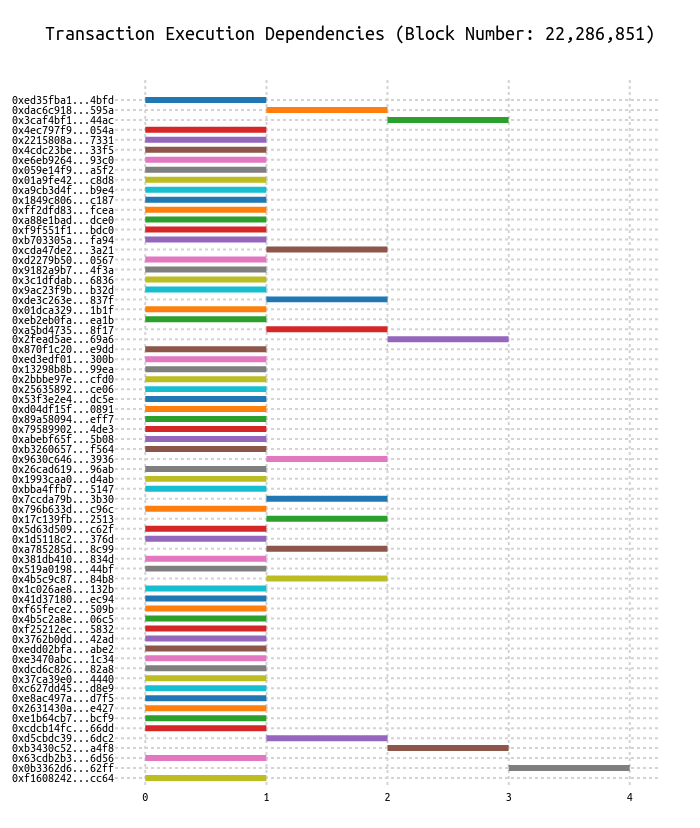 Transaction Execution Dependencies (Block Number: 22,286,851)
0xed35fba1...4bfd
0xdac6c918...595a
0x3caf4bf1...44ac
0x4ec797f9...054a
0x2215808a...7331
0x4cdc23be...33f5
0xe6eb9264...93c0
0x059e14f9...a5f2
0x01a9fe42...c8d8
0xa9cb3d4f...b9e4
0x1849c806...c187
0xff2dfd83...fcea
0xa88e1bad...dce0
0xf9f551f1...bdc0
0xb703305a...fa94
0xcda47de2...3a21
0xd2279b50...0567
0x9182a9b7...4f3a
0x3c1dfdab...6836
0x9ac23f9b...b32d
0xde3c263e...837f
0x01dca329...1b1f
0xeb2eb0fa...ea1b
0xa5bd4735...8f17
0x2fead5ae...69a6
0x870f1c20...e9dd
0xed3edf01...300b
0x13298b8b...99ea
0x2bbbe97e...cfd0
0x25635892...ce06
0x53f3e2e4...dc5e
0xd04df15f...0891
0x89a58094...eff7
0x79589902...4de3
0xabebf65f...5b08
0xb3260657...f564
0x9630c646...3936
0x26cad619...96ab
0x1993caa0...d4ab
0xbba4ffb7...5147
0x7ccda79b...3b30
0x796b633d...c96c
0x17c139fb...2513
0x5d63d509...c62f
0x1d5118c2...376d
0xa785285d...8c99
0x381db410...834d
0x519a0198...44bf
0x4b5c9c87...84b8
0x1c026ae8...132b
0x41d37180...ec94
0xf65fece2...509b
0x4b5c2a8e...06c5
0xf25212ec...5832
0x3762b0dd...42ad
0xedd02bfa...abe2
0xe3470abc...1c34
0xdcd6c826...82a8
0x37ca39e0...4440
0xc627dd45...d8e9
0xe8ac497a...d7f5
0x2631430a...e427
0xe1b64cb7...bcf9
0xcdcb14fc...66dd
0xd5cbdc39...6dc2
0xb3430c52...a4f8
0x63cdb2b3...6d56
0x0b3362d6...62ff
0xf1608242...cc64
0 1 2 3 4